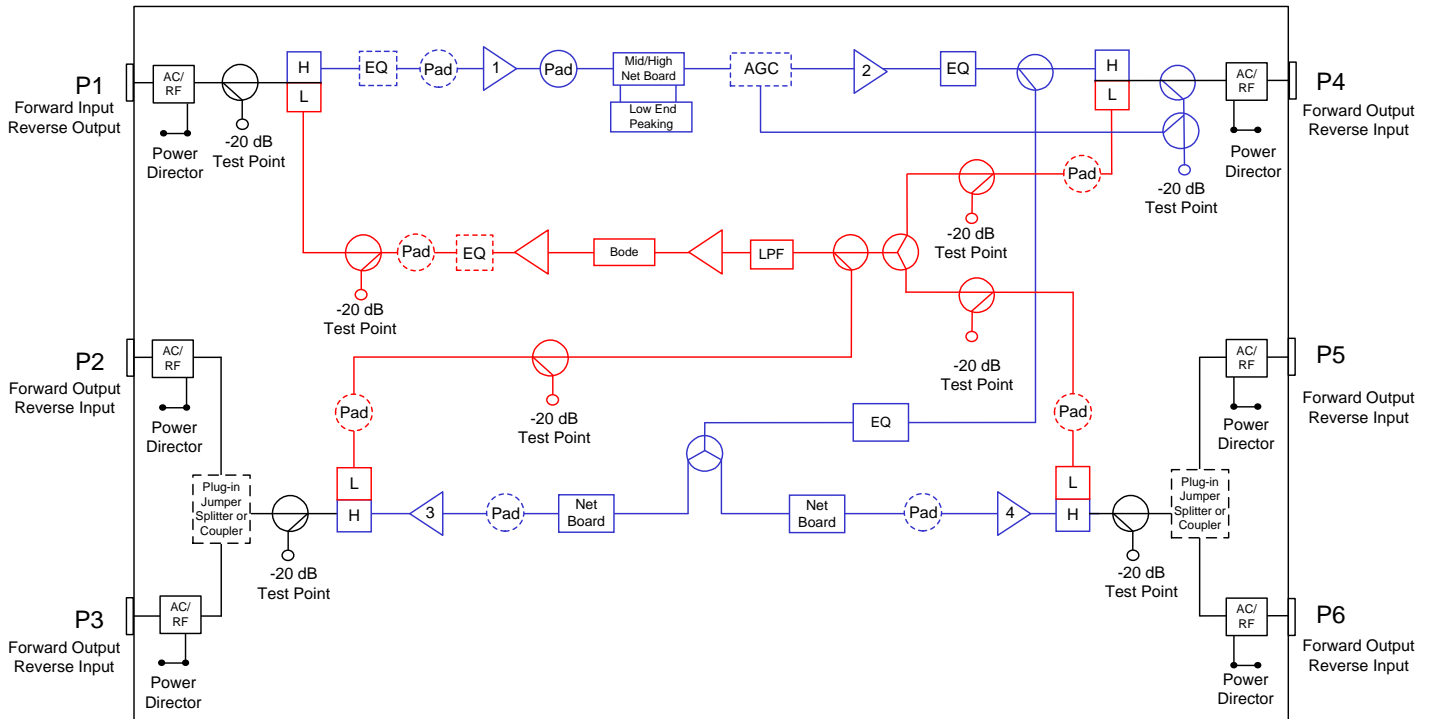 P1
Forward Input
Reverse Output
AC/
RF
Power
Director
-20 dB
Test Point
H
L
EQ
Pad
1
Pad
Mid/High
Net Board
Low End
Peaking
AGC
2
EQ
H
L
AC/
RF
P4
Forward Output
Reverse Input
Power
Director
-20 dB
Test Point
Pad
-20 dB
Test Point
Pad
EQ
Bode
LPF
-20 dB
Test Point
-20 dB
Test Point
P2
Forward Output
Reverse Input
AC/
RF
Power
Director
-20 dB
Test Point
Pad
EQ
Pad
AC/
RF
P5
Forward Output
Reverse Input
Power
Director
Plug-in
Jumper
Splitter or
Coupler
L
H
3
Pad
Net
Board
Net
Board
Pad
4
L
H
Plug-in
Jumper
Splitter or
Coupler
-20 dB
Test Point
-20 dB
Test Point
P3
Forward Output
Reverse Input
AC/
RF
Power
Director
AC/
RF
P6
Forward Output
Reverse Input
Power
Director